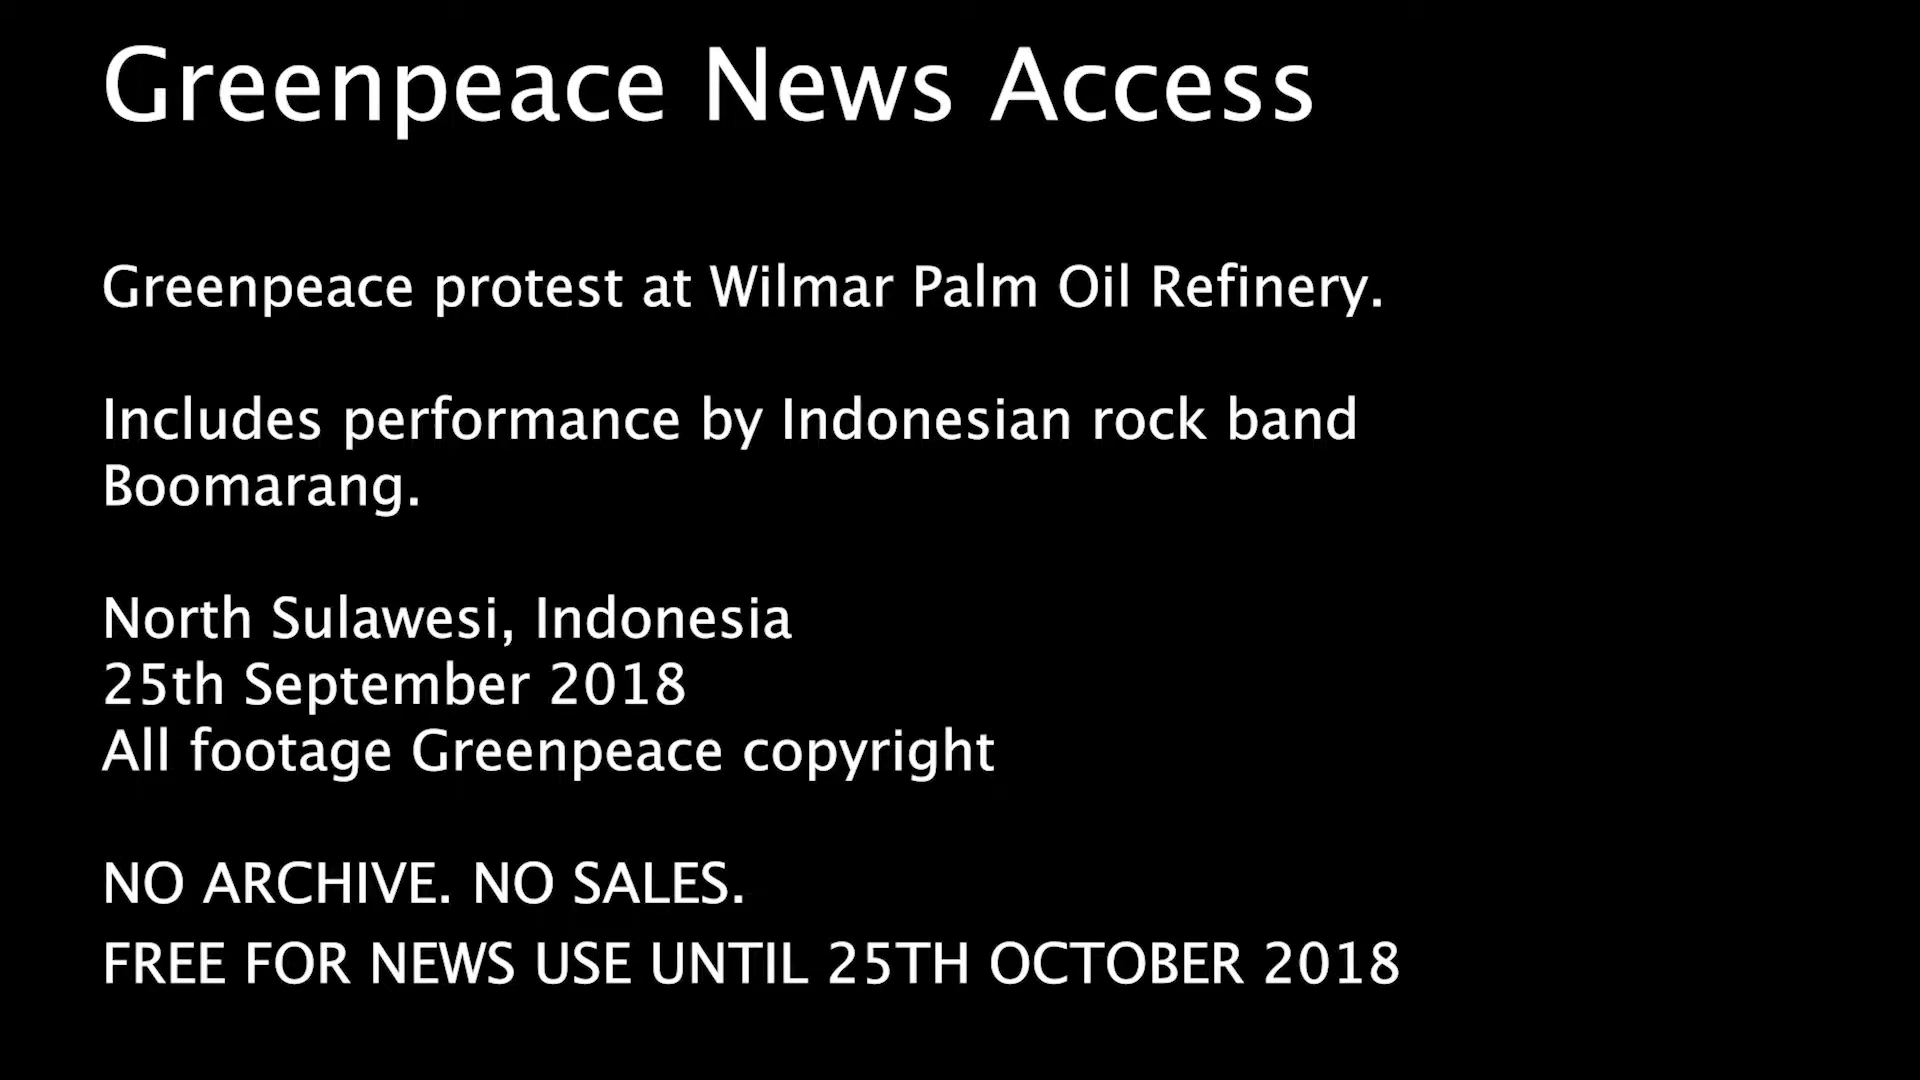 Greenpeace News Access
Greenpeace protest at Wilmar Palm Oil Refinery.
Includes performance by Indonesian rock band
Boomarang.
North Sulawesi, Indonesia
25th September 2018
All footage Greenpeace copyright
NO ARCHIVE. NO SALES.
FREE FOR NEWS USE UNTIL 25TH OCTOBER 2018